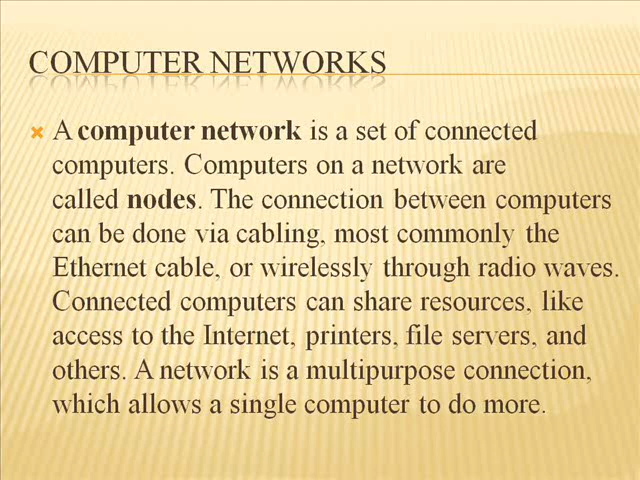 COMPUTER NETWORKS
A computer network is a set of connected
computers. Computers on a network are
called nodes. The connection between computers
can be done via cabling, most commonly the
Ethernet cable, or wirelessly through radio waves.
Connected computers can share resources, like
access to the Internet, printers, file servers, and
others. A network is a multipurpose connection,
which allows a single computer to do more.